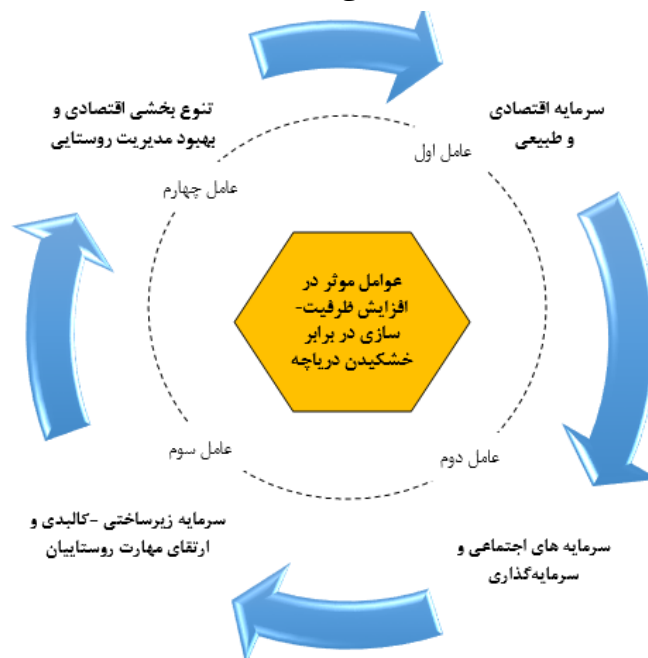 سرمایه اقتصادی
و طبیعی
عامل اول
تنوع بخشی اقتصادی و
بهبود مدیریت روستایی
عامل چهارم
عوامل موثر در
افزایش ظرفیت-
سازی در برابر
خشکیدن دریاچه
عامل دوم
سرمایه های اجتماعی و
سرمایه‌گذاری
عامل سوم
سرمایه زیرساختی -کالبدی و
ارتقای مهارت روستاییان